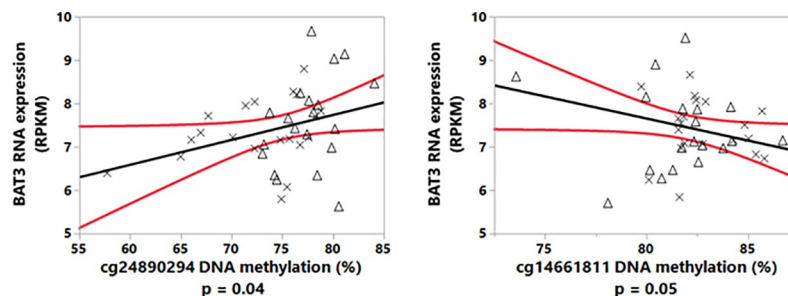 BAT3 RNA expression
(RPKM)
10
9
8
7
6
5
55 60 65 70 75 80 85
cg24890294 DNA methylation (%)
p = 0.04
BAT3 RNA expression
(RPKM)
10
9
8
7
6
5
75 80 85
cg14661811 DNA methylation (%)
p = 0.05